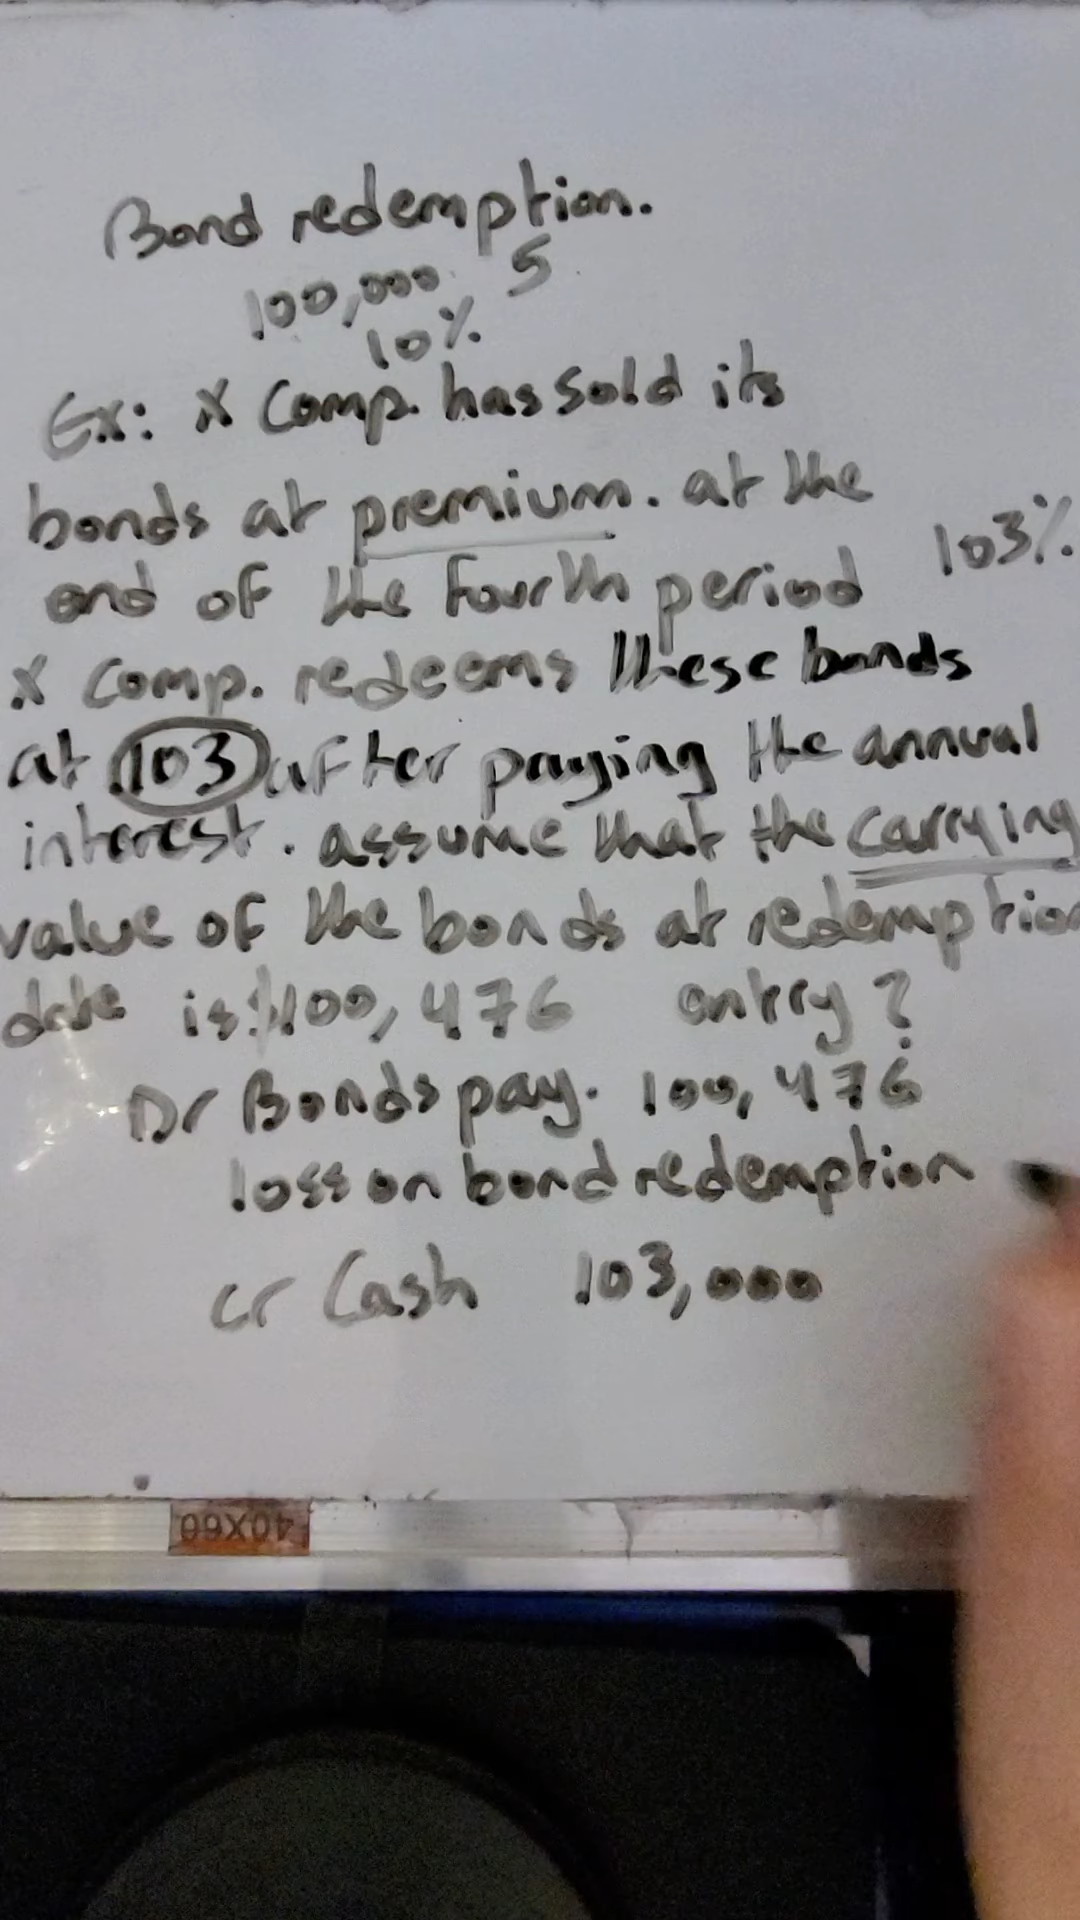 Bond redemption.
100,000, 5
10%
Ex: X Comp. has sold its
bonds at premium. at the
end of the fourth period 103%
X comp. redeems these bonds
at 103 after paying the annual
interest. assume that the carrying
value of the bonds at redemption
date is $100,476 entry?
Dr Bonds pay. 100,476
loss on bond redemption
cr Cash 103,000
40X60